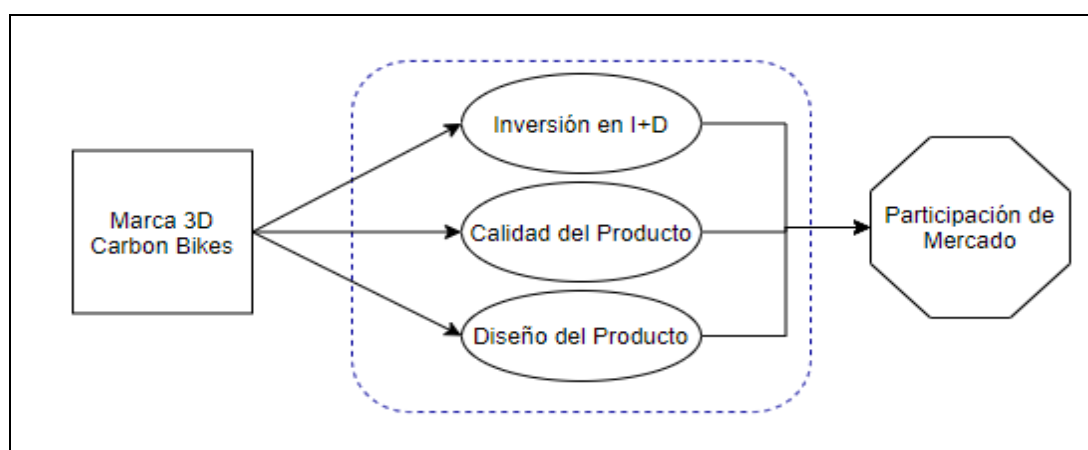 Marca 3D
Carbon Bikes
Inversión en I+D
Calidad del Producto
Diseño del Producto
Participación de
Mercado